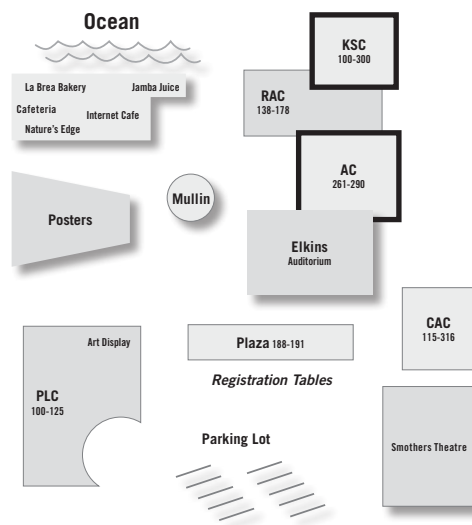 Ocean
KSC
100-300
La Brea Bakery
Jamba Juice
RAC
138-178
Cafeteria
Internet Cafe
Nature's Edge
AC
261-290
Mullin
Posters
Elkins
Auditorium
CAC
115-316
Art Display
Plaza 188-191
Registration Tables
PLC
100-125
Parking Lot
Smothers Theatre